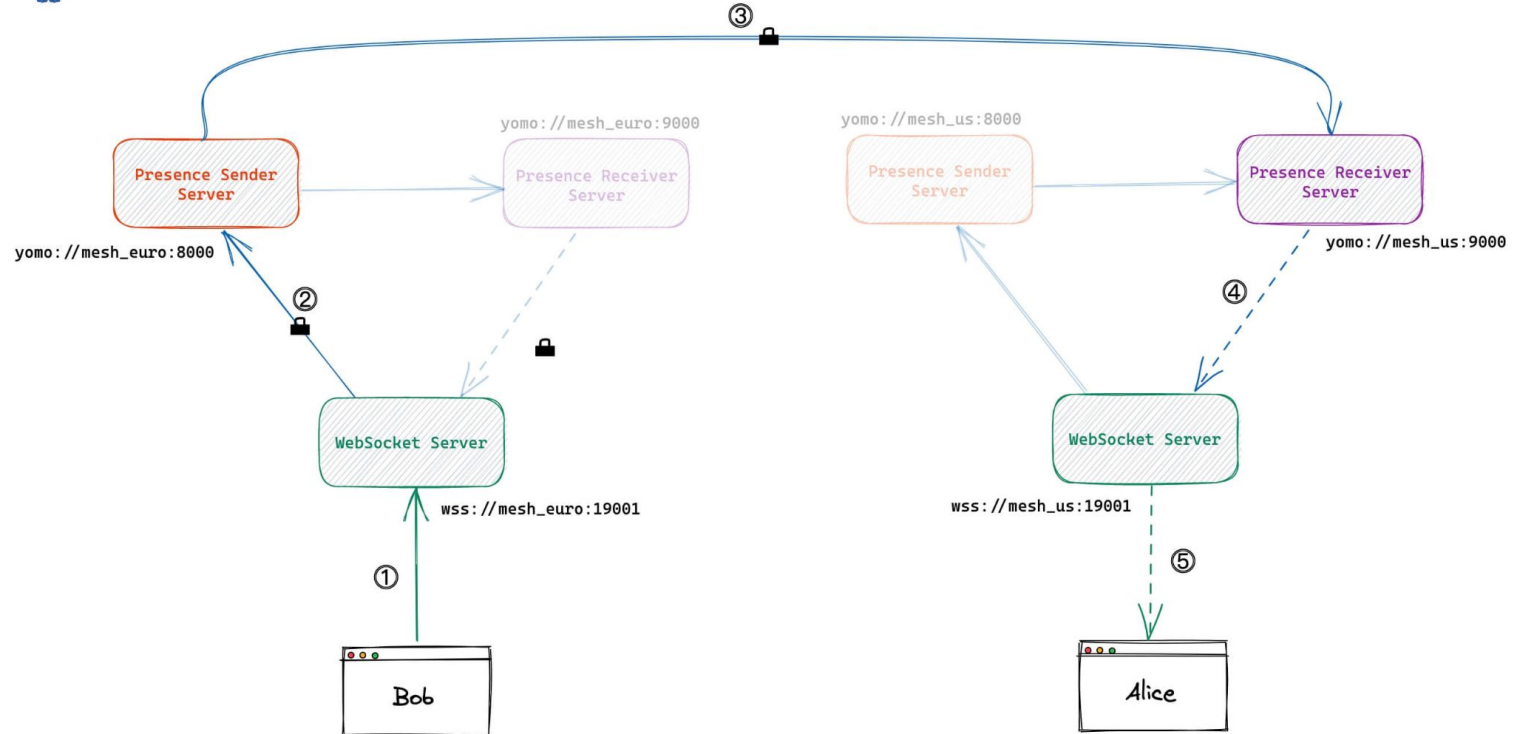 ③
yomo://mesh_euro:9000
yomo://mesh_us:8000
Presence Sender
Server
Presence Receiver
Server
Presence Sender
Server
Presence Receiver
Server
yomo://mesh_euro:8000
yomo://mesh_us:9000
②
④
WebSocket Server
WebSocket Server
wss://mesh_euro:19001
wss://mesh_us:19001
①
⑤
Bob
Alice